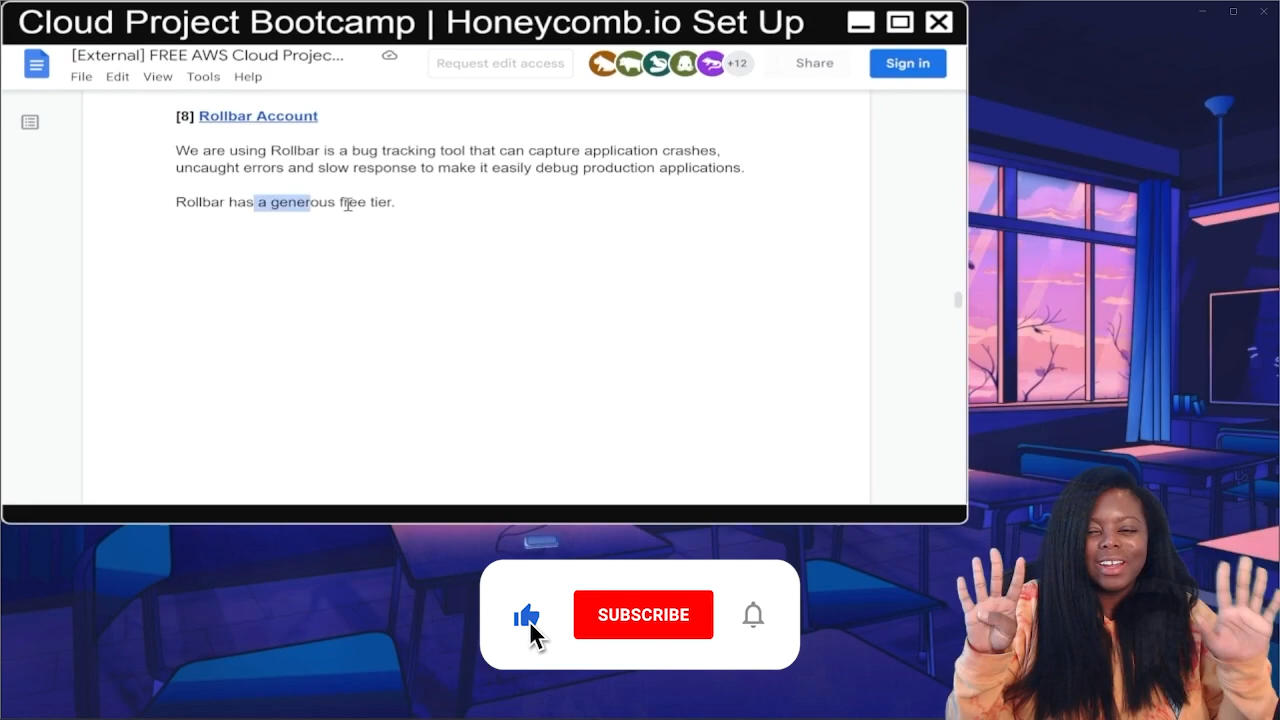 Cloud Project Bootcamp | Honeycomb.io Set Up
[External] FREE AWS Cloud Projec...
Request edit access
+12
Share
Sign in
File Edit View Tools Help
[8] Rollbar Account
We are using Rollbar is a bug tracking tool that can capture application crashes,
uncaught errors and slow response to make it easily debug production applications.
Rollbar has a generous free tier.
SUBSCRIBE